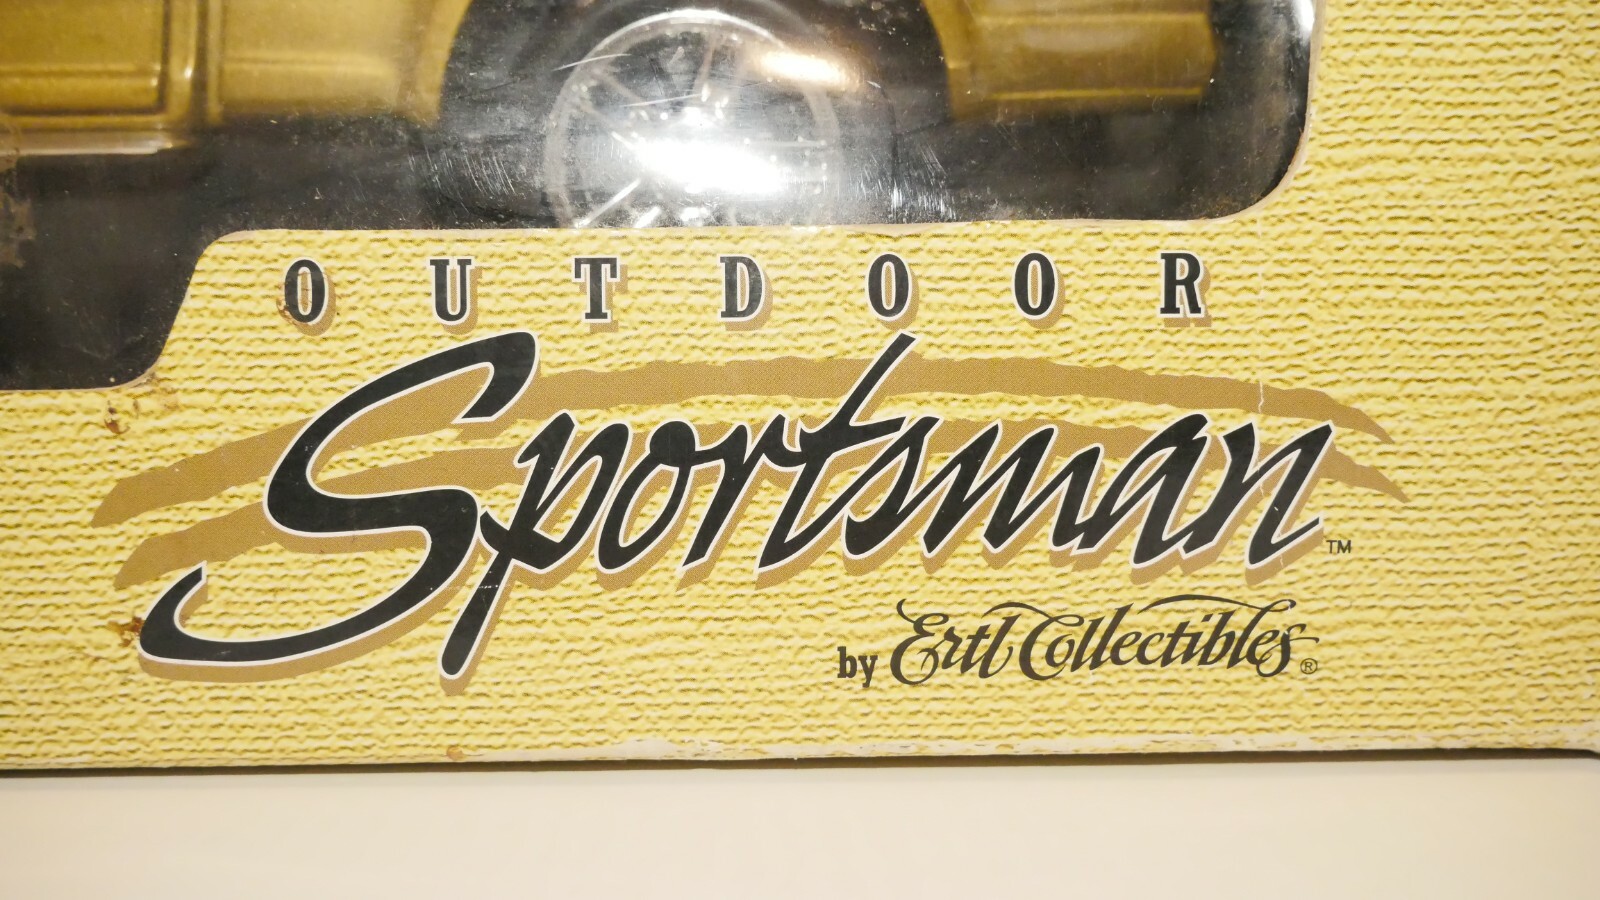 OUTDOOR
Sportsman™
by Ertl Collectibles®